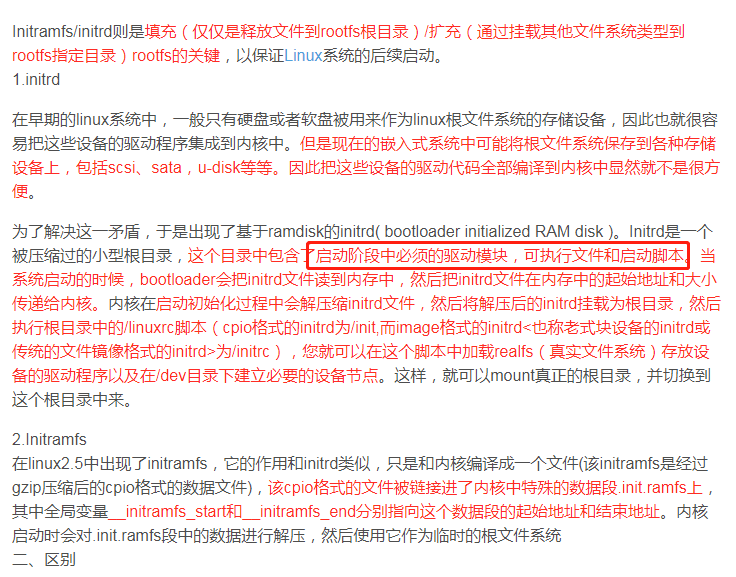 Initramfs/initrd则是填充（仅仅是释放文件到rootfs根目录）/扩充（通过挂载其他文件系统类型到
rootfs指定目录）rootfs的关键，以保证Linux系统的后续启动。
1.initrd
在早期的linux系统中，一般只有硬盘或者软盘被用来作为linux根文件系统的存储设备，因此也就很容
易把这些设备的驱动程序集成到内核中。但是现在的嵌入式系统中可能将根文件系统保存到各种存储
设备上，包括scsi、sata，u-disk等等。因此把这些设备的驱动代码全部编译到内核中显然就不是很方
便。
为了解决这一矛盾，于是出现了基于ramdisk的initrd( bootloader initialized RAM disk )。Initrd是一个
被压缩过的小型根目录，这个目录中包含了启动阶段中必须的驱动模块，可执行文件和启动脚本。当
系统启动的时候，bootloader会把initrd文件读到内存中，然后把initrd文件在内存中的起始地址和大小
传递给内核。内核在启动初始化过程中会解压缩initrd文件，然后将解压后的initrd挂载为根目录，然后
执行根目录中的/linuxrc脚本（cpio格式的initrd为/init,而image格式的initrd<也称老式块设备的initrd或
传统的文件镜像格式的initrd>为/initrc），您就可以在这个脚本中加载realfs（真实文件系统）存放设
备的驱动程序以及在/dev目录下建立必要的设备节点。这样，就可以mount真正的根目录，并切换到
这个根目录中来。
2.Initramfs
在linux2.5中出现了initramfs，它的作用和initrd类似，只是和内核编译成一个文件(该initramfs是经过
gzip压缩后的cpio格式的数据文件)，该cpio格式的文件被链接进了内核中特殊的数据段.init.ramfs上，
其中全局变量__initramfs_start和__initramfs_end分别指向这个数据段的起始地址和结束地址。内核
启动时会对.init.ramfs段中的数据进行解压，然后使用它作为临时的根文件系统
二、区别